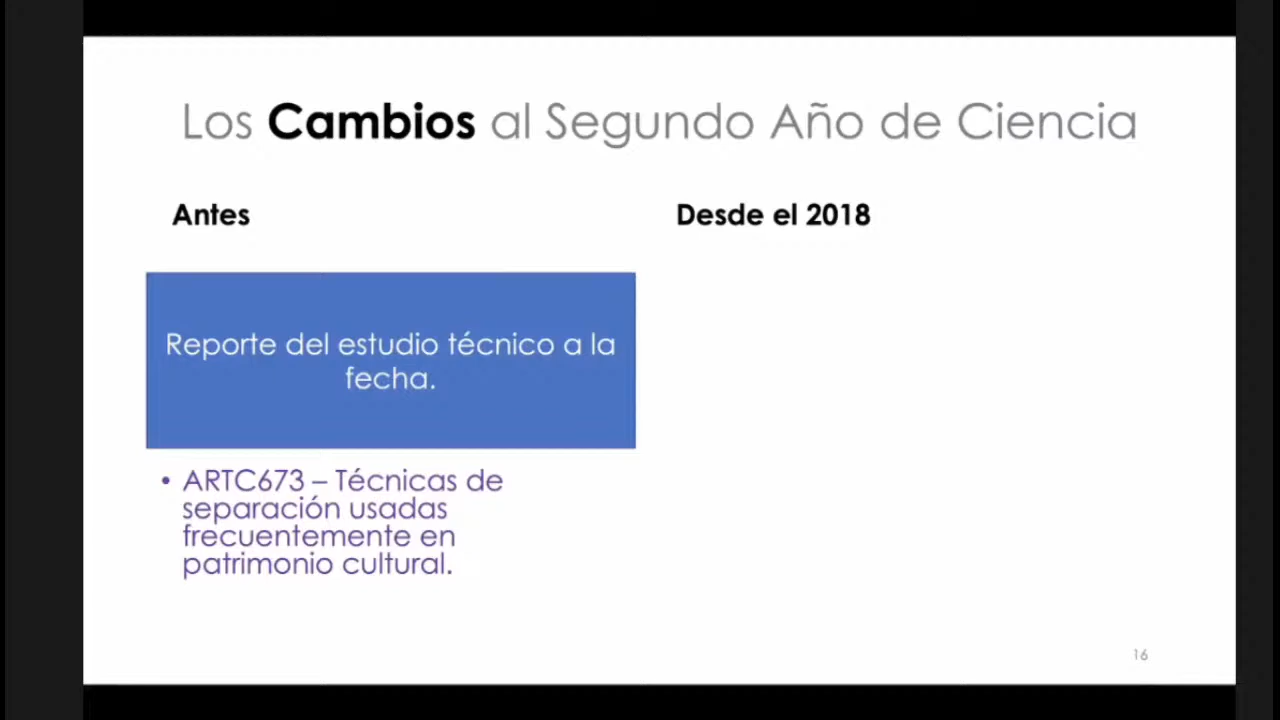 Los Cambios al Segundo Año de Ciencia
Antes
Desde el 2018
Reporte del estudio técnico a la
fecha.
• ARTC673 – Técnicas de
separación usadas
frecuentemente en
patrimonio cultural.
16